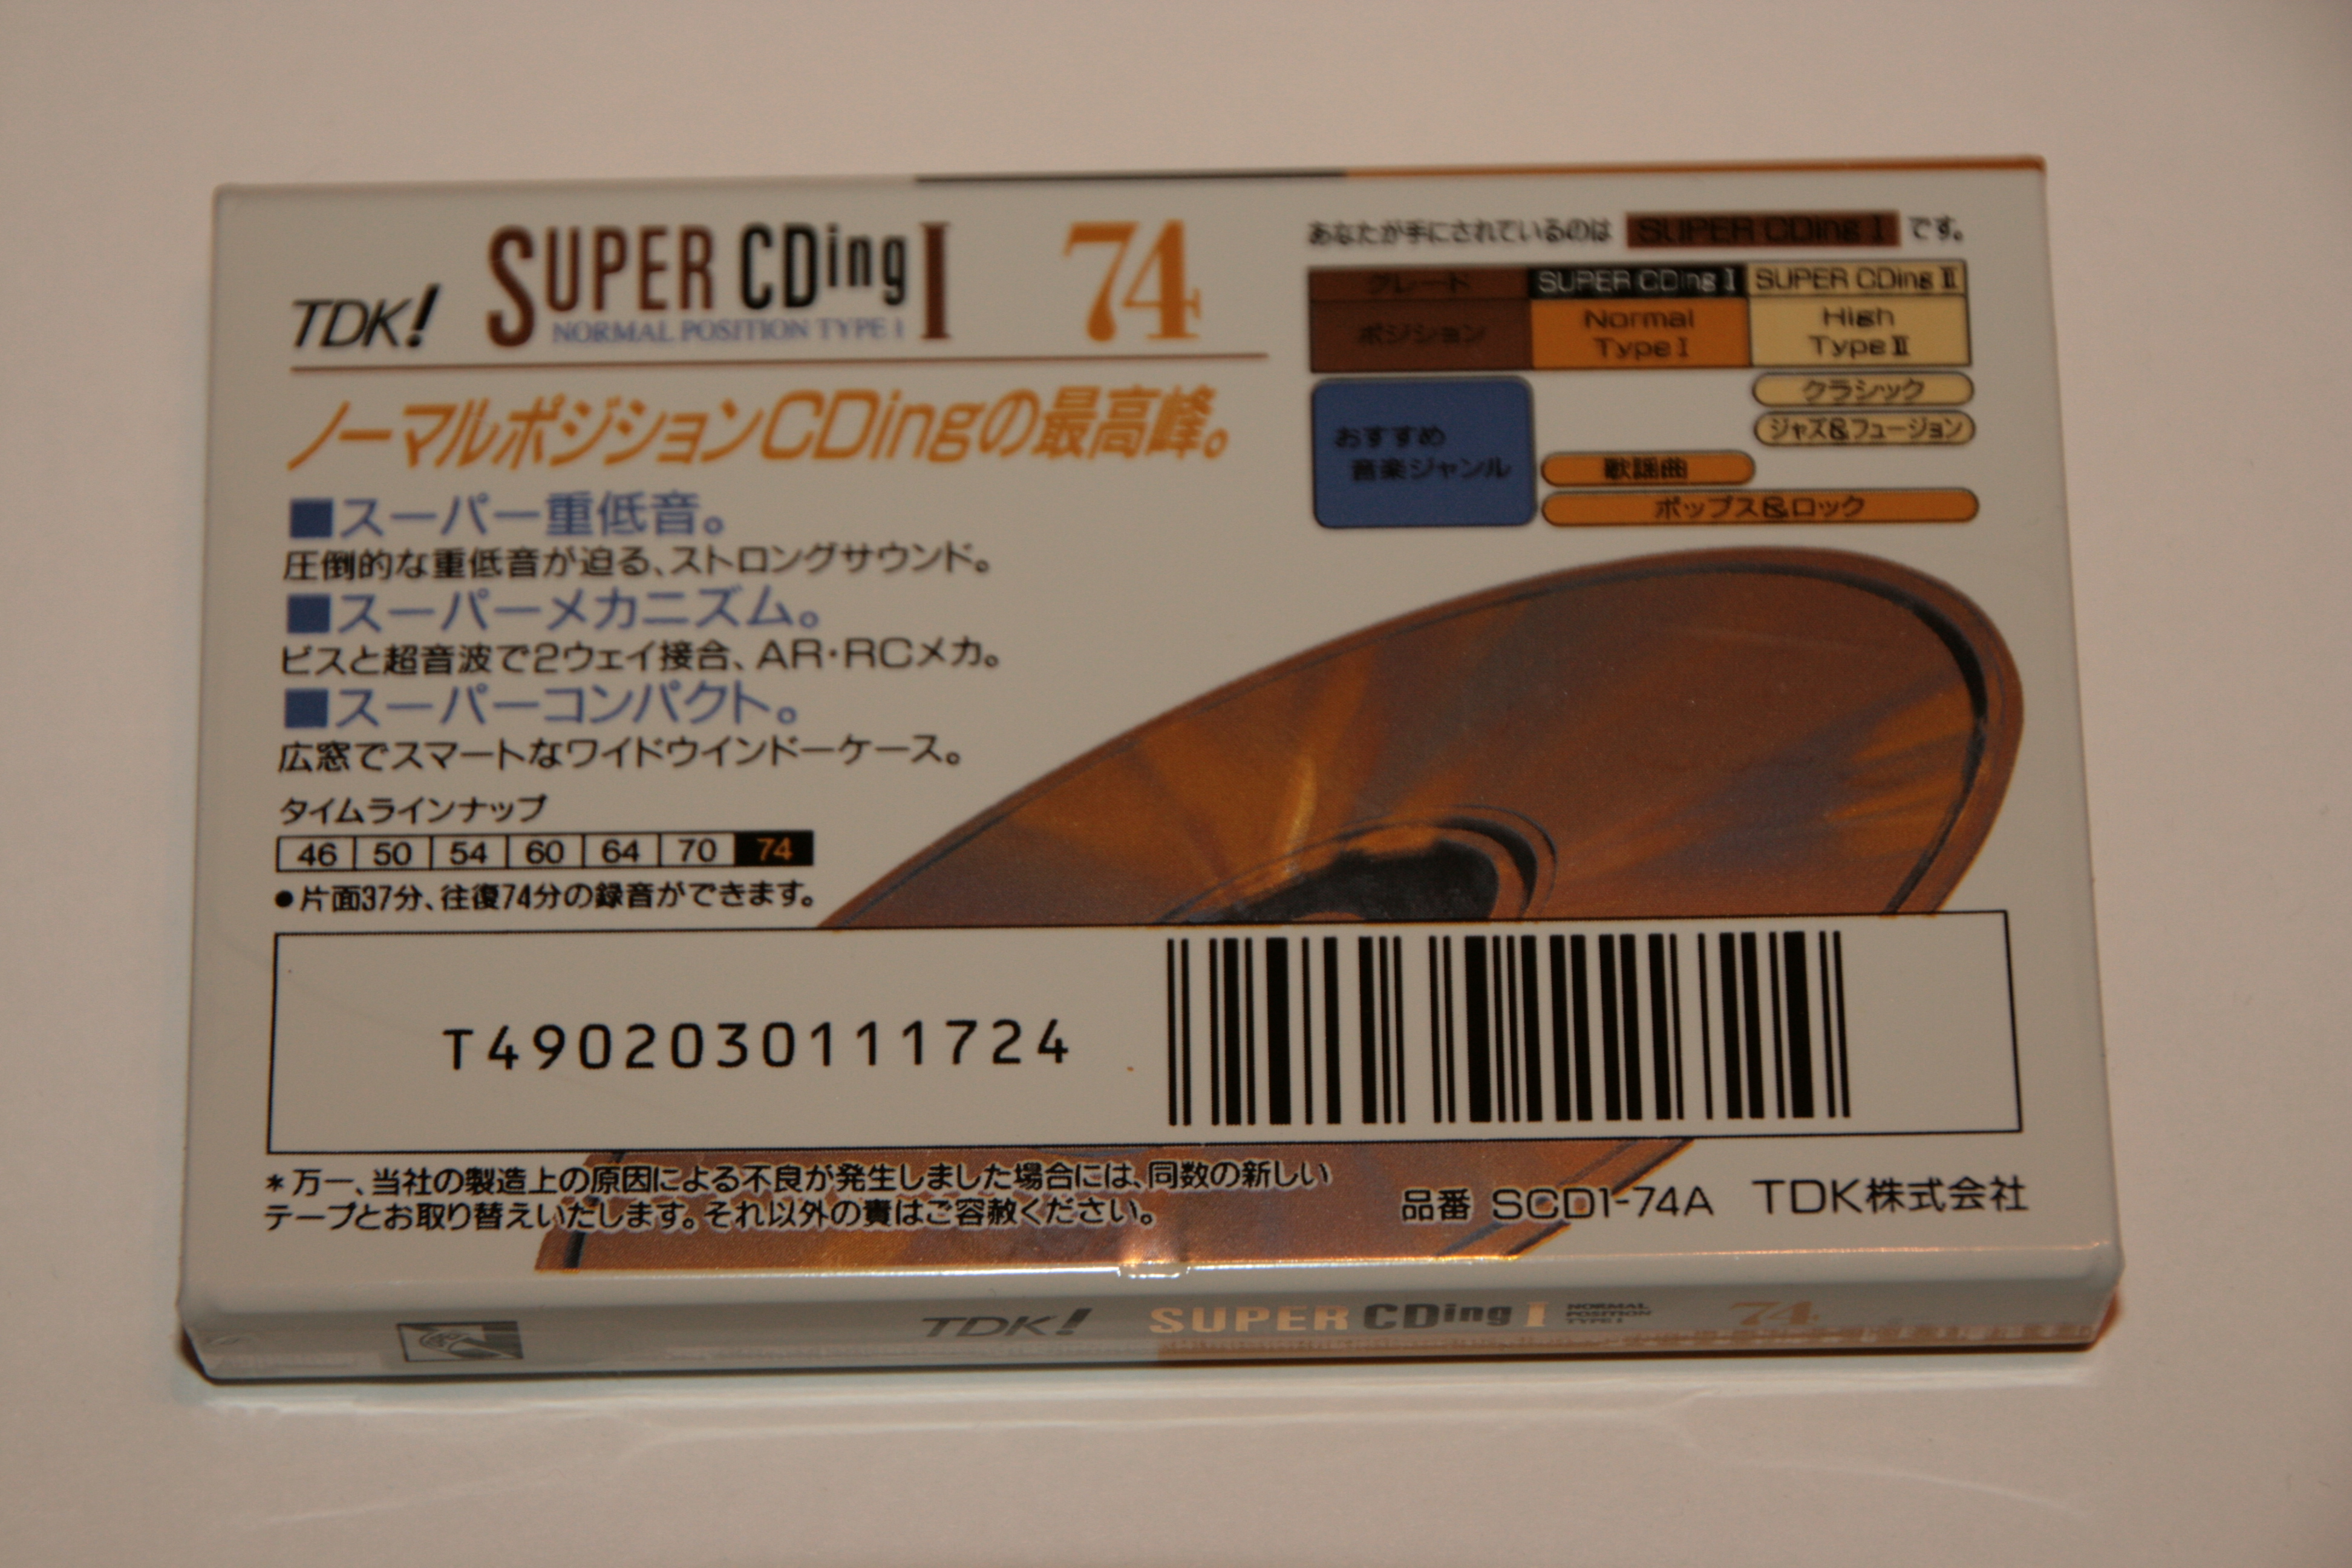 TDK! SUPER CDing I 74
NORMAL POSITION TYPE I
ノーマルポジションCDingの最高峰。
■スーパー重低音。
圧倒的な重低音が迫る、ストロングサウンド。
■スーパーメカニズム。
ビスと超音波で2ウェイ接合、AR・RCメカ。
■スーパーコンパクト。
広窓でスマートなワイドウインドーケース。
タイムラインナップ
46 50 54 60 64 70 74
●片面37分、往復74分の録音ができます。
あなたが手にされているのは SUPER CDing I です。
グレード SUPER CDing I SUPER CDing II
ポジション Normal Type I High Type II
おすすめ
音楽ジャンル
クラシック
ジャズ&フュージョン
歌謡曲
ポップス&ロック
T4902030111724
*万一、当社の製造上の原因による不良が発生しました場合には、同数の新しい
テープとお取り替えいたします。それ以外の責はご容赦ください。
品番 SCD1-74A TDK株式会社
TDK! SUPER CDing I NORMAL POSITION TYPE I 74